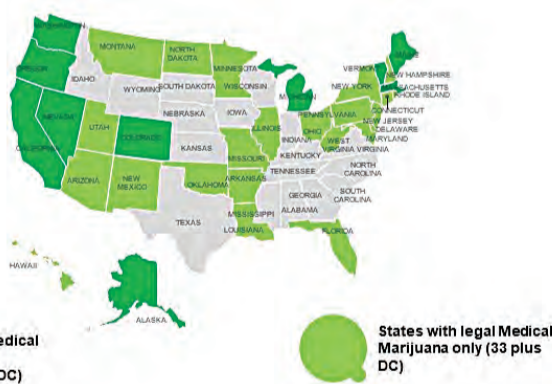 WASHINGTON
MONTANA
NORTH
DAKOTA
MINNESOTA
VERMONT
MAINE
OREGON
IDAHO
WYOMING
SOUTH DAKOTA
WISCONSIN
MICHIGAN
NEW YORK
NEW HAMPSHIRE
SACHUSETTS
RHODE ISLAND
CONNECTICUT
NEVADA
UTAH
COLORADO
NEBRASKA
IOWA
ILLINOIS
INDIANA
OHIO
PENNSYLVANIA
NEW JERSEY
DELAWARE
MARYLAND
CALIFORNIA
KANSAS
MISSOURI
KENTUCKY
WEST
VIRGINIA
VIRGINIA
ARIZONA
NEW
MEXICO
OKLAHOMA
ARKANSAS
TENNESSEE
NORTH
CAROLINA
SOUTH
CAROLINA
TEXAS
MISSISSIPPI
LOUISIANA
ALABAMA
GEORGIA
FLORIDA
HAWAII
ALASKA
edical
DC)
States with legal Medical
Marijuana only (33 plus
DC)